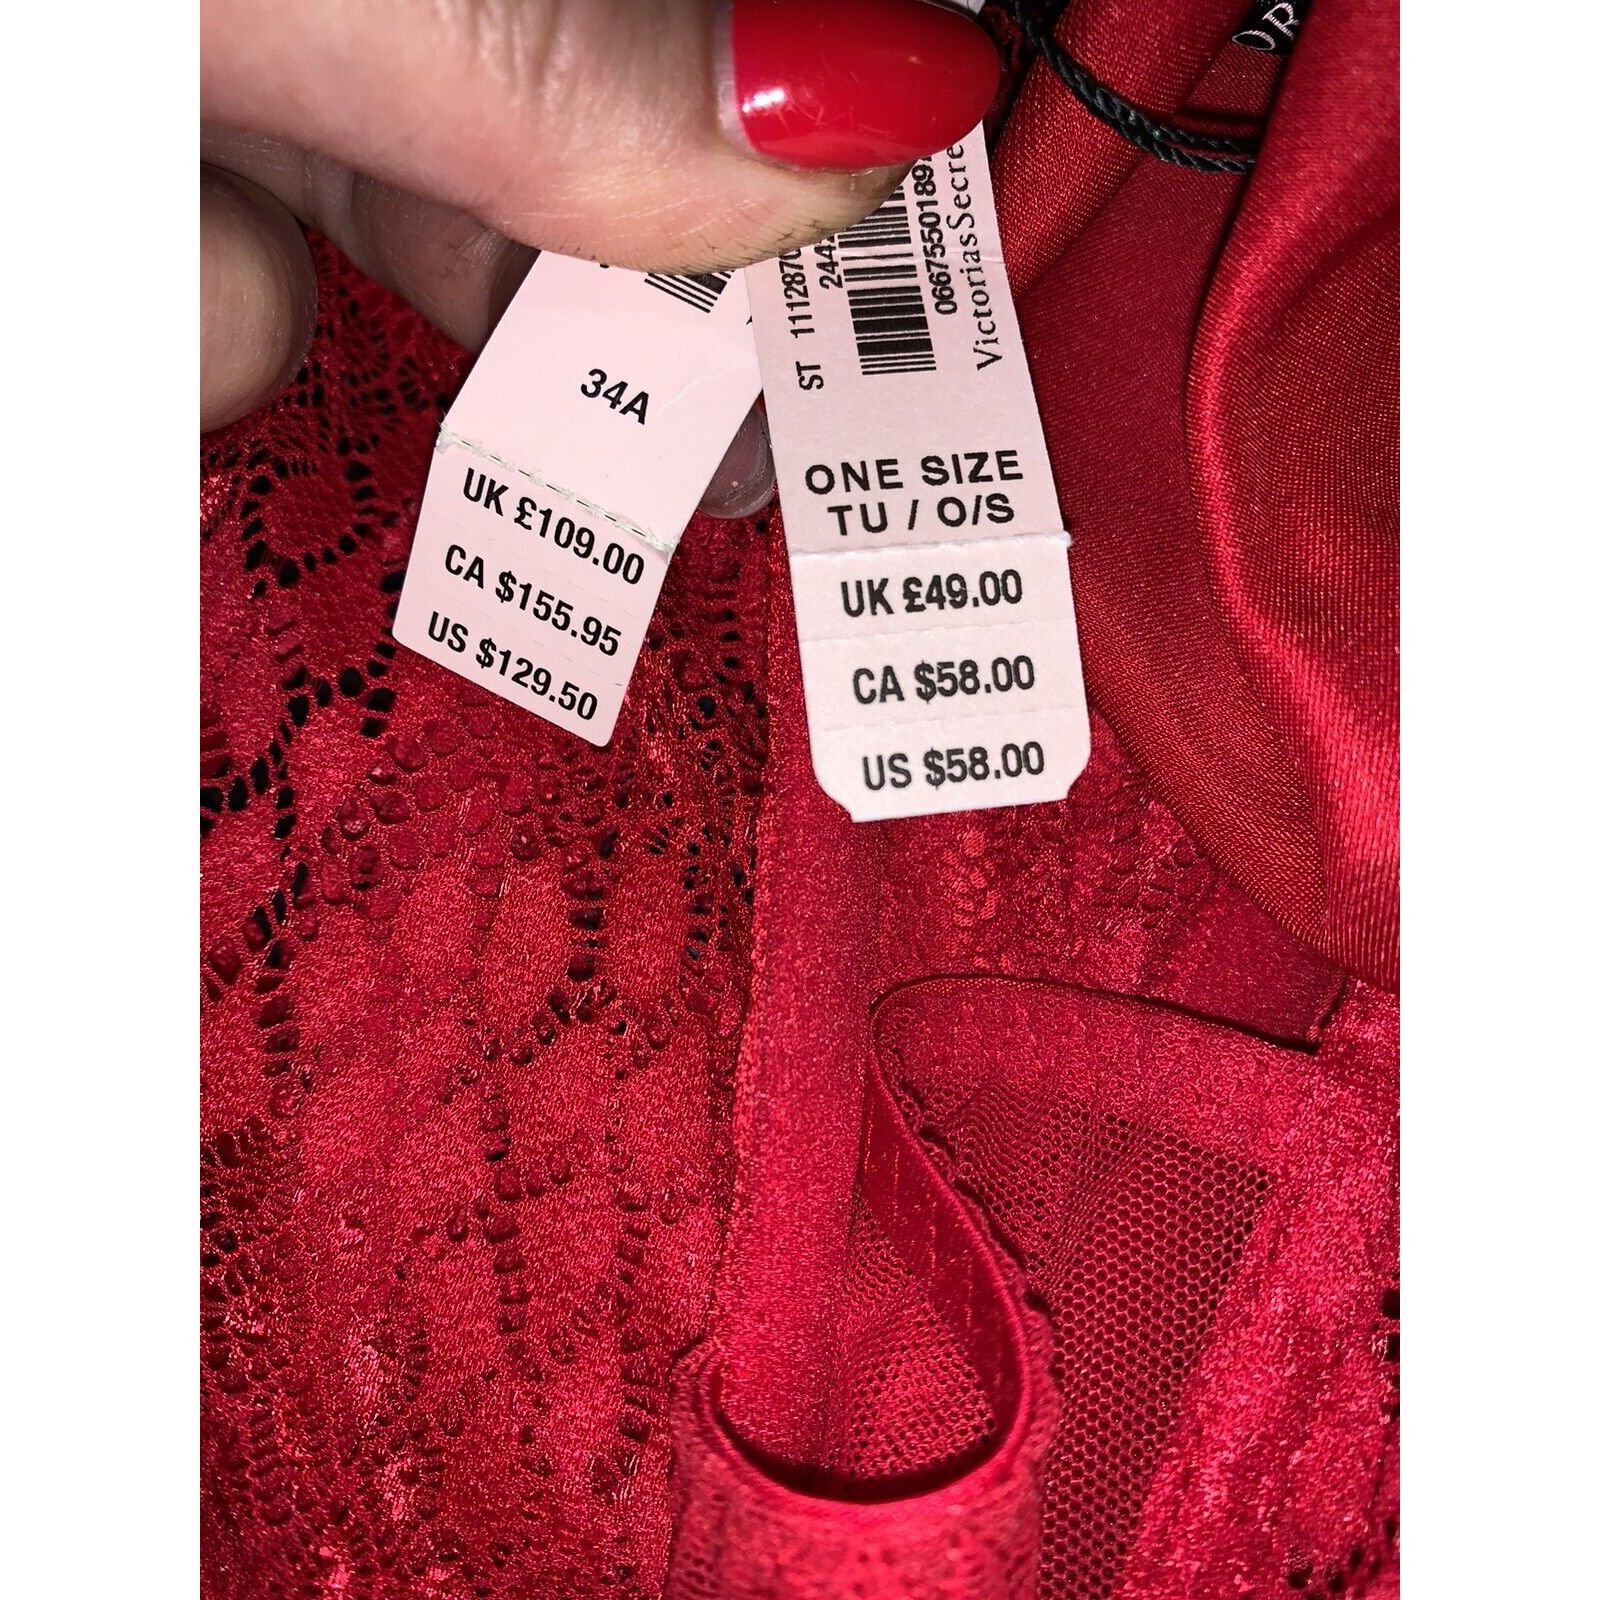 34A
UK £109.00
CA $155.95
US $129.50
ST
Victoria's
ONE SIZE
TU / O/S
UK £49.00
CA $58.00
US $58.00